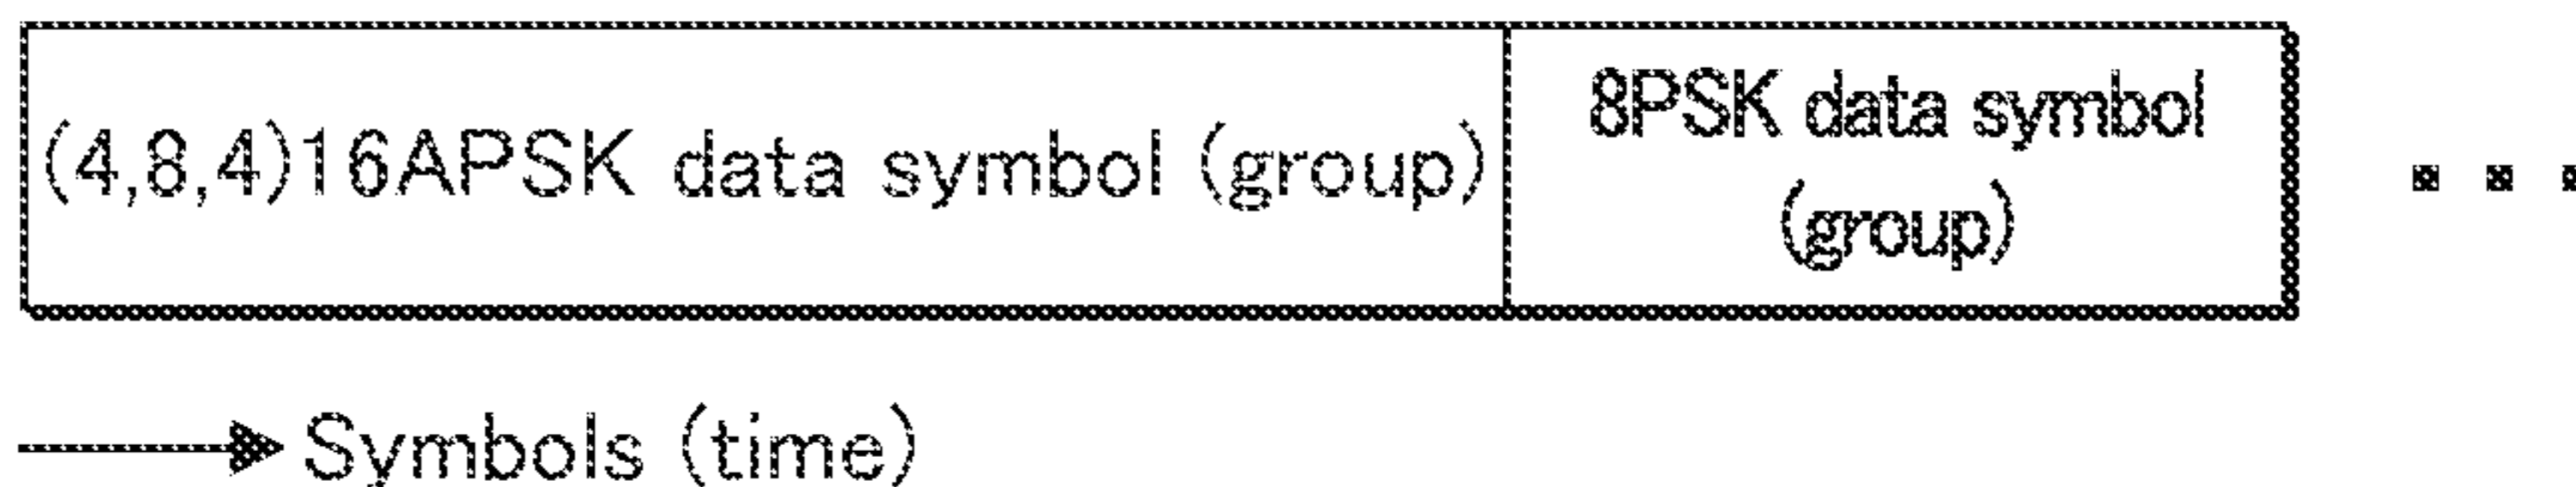 (4,8,4)16APSK data symbol (group)
8PSK data symbol
(group)
Symbols (time)